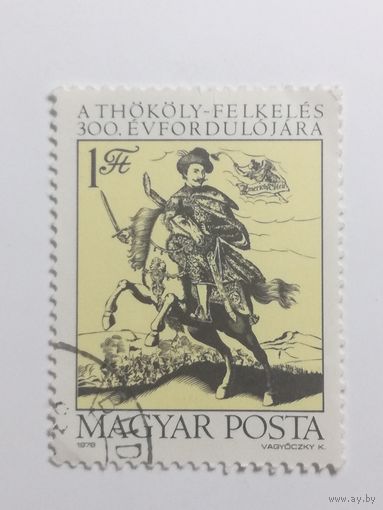 A THÖKÖLY-FELKELÉS
300. ÉVFORDULÓJÁRA
1 Ft
MAGYAR POSTA
1978
VAGYÓCZKY K.
www.ay.by